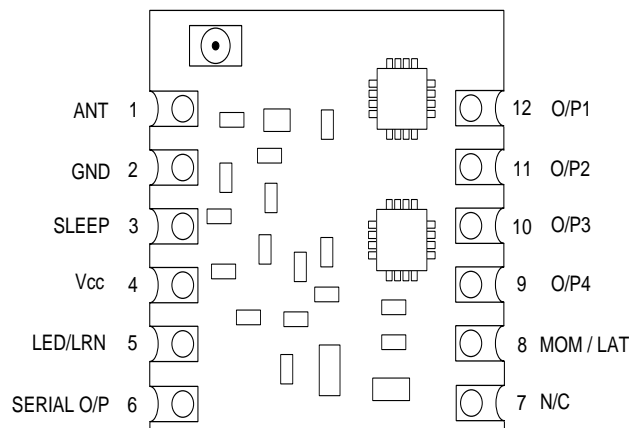 ANT 1
12 O/P1
GND 2
11 O/P2
SLEEP 3
10 O/P3
Vcc 4
9 O/P4
LED/LRN 5
8 MOM / LAT
SERIAL O/P 6
7 N/C